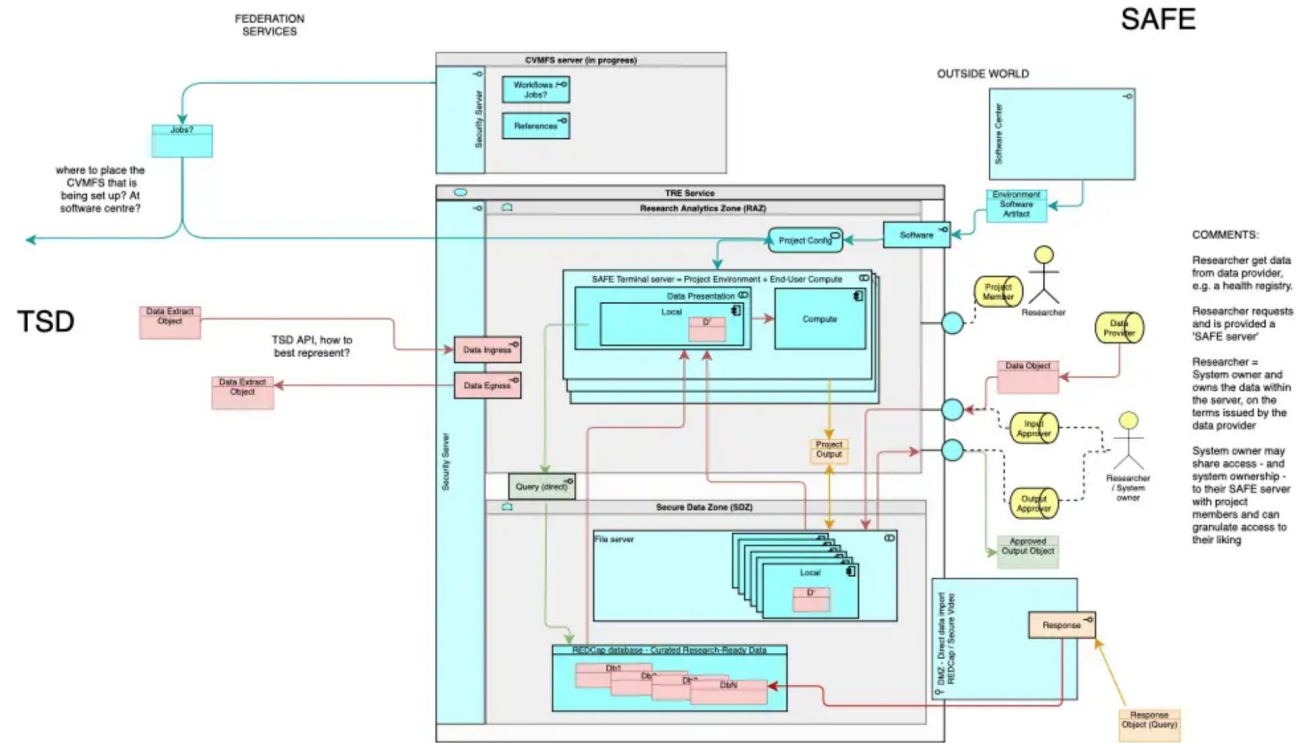 FEDERATION
SERVICES
SAFE
CVMFS server (in progress)
Security Server
Workflows /
Jobs?
References
OUTSIDE WORLD
Software Center
Jobs?
where to place the
CVMFS that is
being set up? At
software centre?
Environment
Software
Artifact
TRE Service
Research Analytics Zone (RAZ)
Project Config
Software
COMMENTS:
Researcher get data
from data provider,
e.g. a health registry.
Researcher requests
and is provided a
'SAFE server'
Researcher =
System owner and
owns the data within
the server, on the
terms issued by the
data provider
System owner may
share access - and
system ownership -
to their SAFE server
with project
members and can
granulate access to
their liking
SAFE Terminal server = Project Environment + End-User Compute
Data Presentation
Local
D'
Compute
Project
Member
Researcher
Data
Provider
TSD
Data Extract
Object
TSD API, how to
best represent?
Data Ingress
Data Egress
Data Extract
Object
Data Object
Input
Approver
Project
Output
Security Server
Researcher
/ System
owner
Query (direct)
Output
Approver
Secure Data Zone (SDZ)
Approved
Output Object
File server
Local
D'
DMZ - Direct data import
REDCap / Secure Video
Response
REDCap database - Curated Research-Ready Data
Db1
DbN
Response
Object (Query)